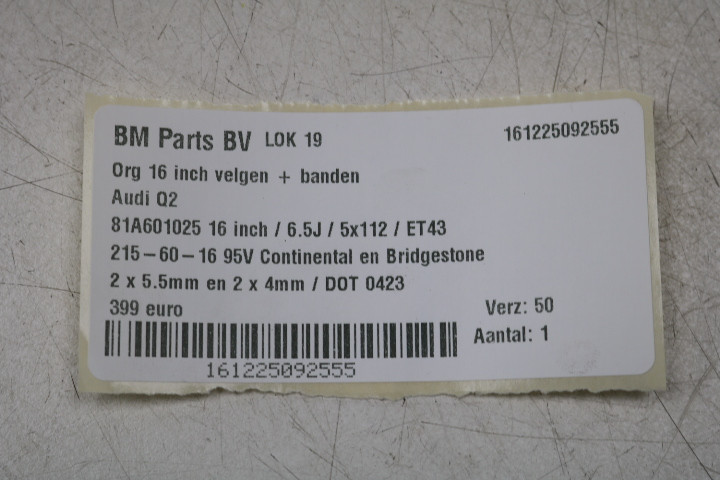 BM Parts BV LOK 19 161225092555
Org 16 inch velgen + banden
Audi Q2
81A601025 16 inch / 6.5J / 5x112 / ET43
215-60-16 95V Continental en Bridgestone
2 x 5.5mm en 2 x 4mm / DOT 0423
399 euro Verz: 50
Aantal: 1
161225092555